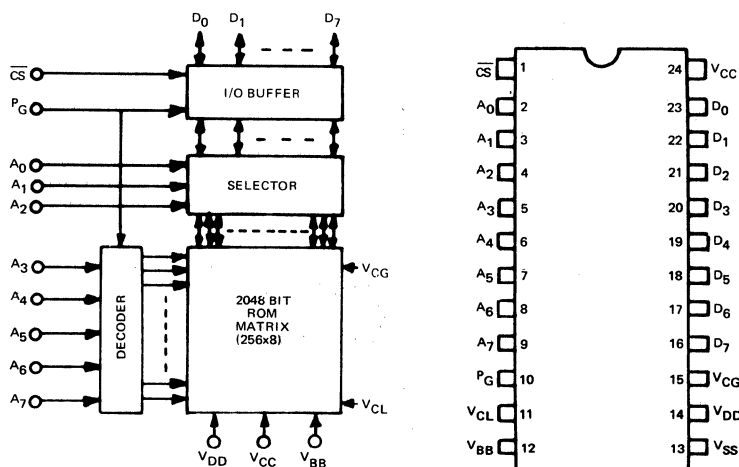 D0 D1 D7
CS
I/O BUFFER
PG
A0
A1
SELECTOR
A2
A3
VCG
A4
2048 BIT
ROM
MATRIX
(256x8)
DECODER
A5
A6
A7
VCL
VDD VCC VBB
CS 1 24 VCC
A0 2 23 D0
A1 3 22 D1
A2 4 21 D2
A3 5 20 D3
A4 6 19 D4
A5 7 18 D5
A6 8 17 D6
A7 9 16 D7
PG 10 15 VCG
VCL 11 14 VDD
VBB 12 13 VSS